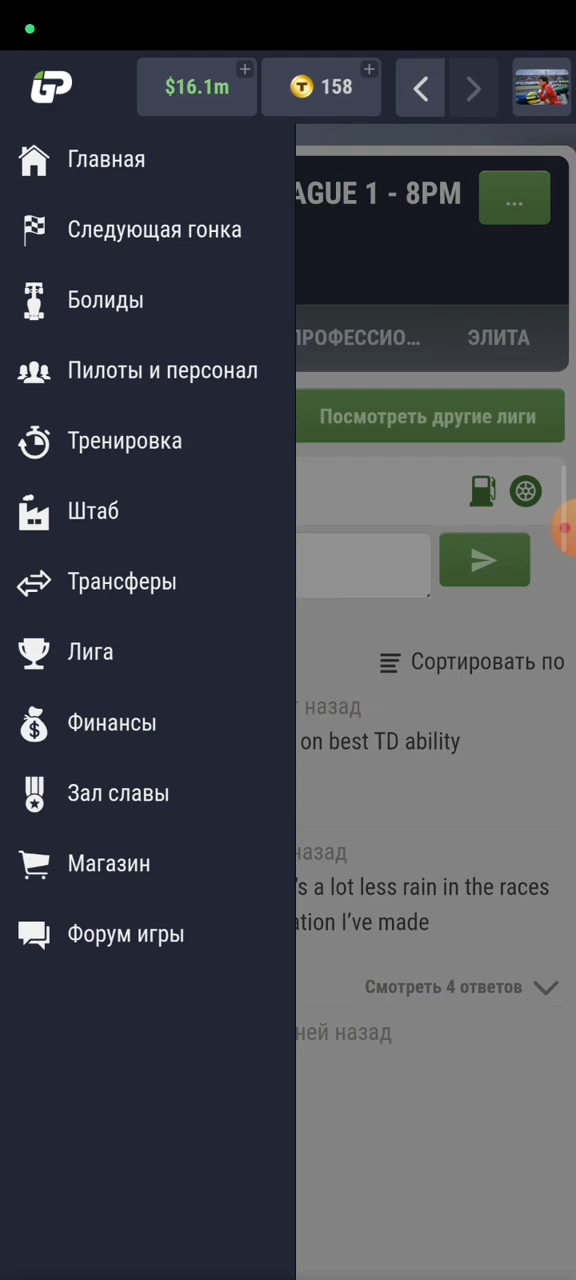 GP
$16.1m
158
Главная
AGUE 1 - 8PM
...
Следующая гонка
Болиды
ПРОФЕССИО...
ЭЛИТА
Пилоты и персонал
Посмотреть другие лиги
Тренировка
Штаб
Трансферы
Лига
Сортировать по
назад
Финансы
on best TD ability
Зал славы
назад
Магазин
's a lot less rain in the races
ation I've made
Форум игры
Смотреть 4 ответов
ней назад